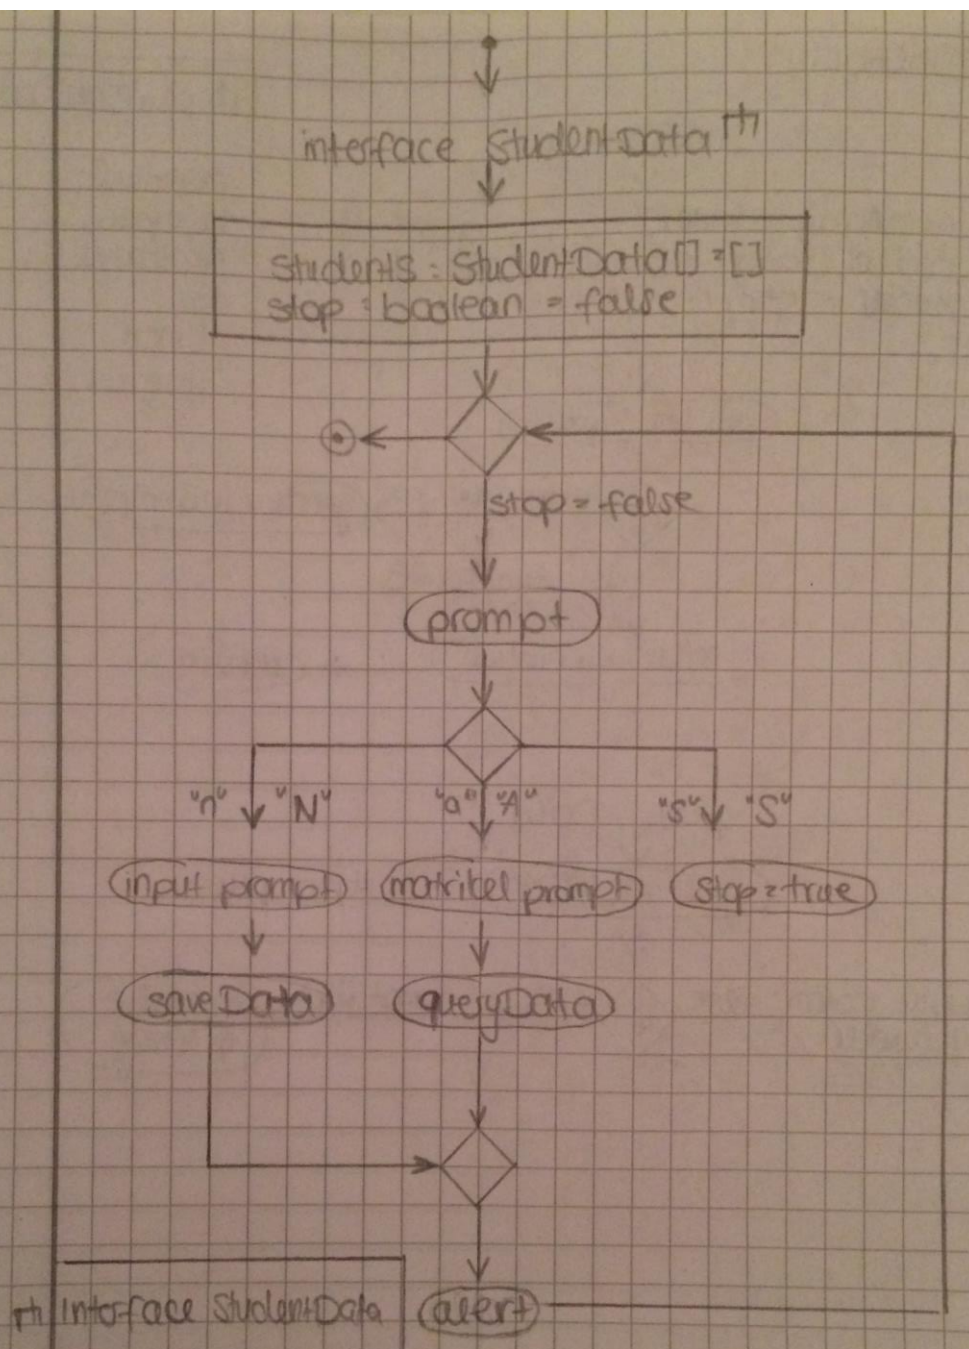 interface StudentData
students : StudentData[] = []
stop : boolean = false
stop = false
prompt
"n" "N"
"a" "A"
"s" "S"
input prompt
matrikel prompt
stop = true
saveData
queryData
Interface StudentData
alert